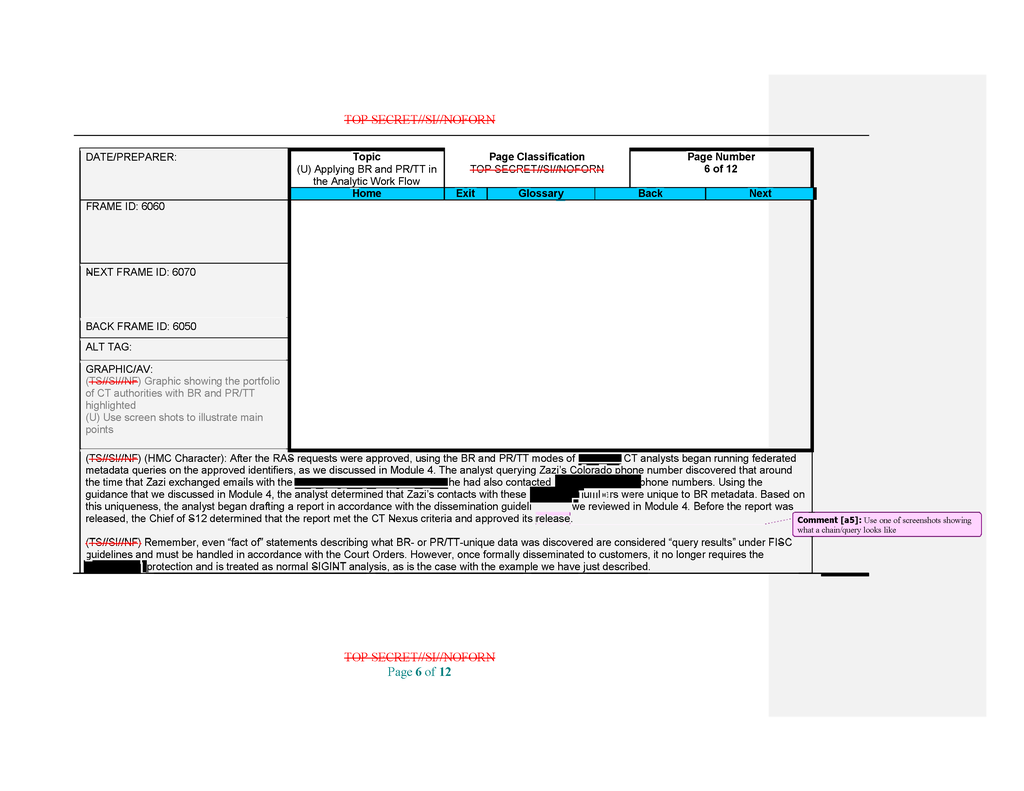 TOP SECRET//SI//NOFORN
DATE/PREPARER:
Topic
(U) Applying BR and PR/TT in
the Analytic Work Flow
Page Classification
TOP SECRET//SI//NOFORN
Page Number
6 of 12
Home Exit Glossary Back Next
FRAME ID: 6060
NEXT FRAME ID: 6070
BACK FRAME ID: 6050
ALT TAG:
GRAPHIC/AV:
(TS//SI//NF) Graphic showing the portfolio
of CT authorities with BR and PR/TT
highlighted
(U) Use screen shots to illustrate main
points
(TS//SI//NF) (HMC Character): After the RAS requests were approved, using the BR and PR/TT modes of CT analysts began running federated
metadata queries on the approved identifiers, as we discussed in Module 4. The analyst querying Zazi's Colorado phone number discovered that around
the time that Zazi exchanged emails with the he had also contacted phone numbers. Using the
guidance that we discussed in Module 4, the analyst determined that Zazi's contacts with these were unique to BR metadata. Based on
this uniqueness, the analyst began drafting a report in accordance with the dissemination we reviewed in Module 4. Before the report was
released, the Chief of S12 determined that the report met the CT Nexus criteria and approved its release.
(TS//SI//NF) Remember, even "fact of" statements describing what BR- or PR/TT-unique data was discovered are considered "query results" under FISC
guidelines and must be handled in accordance with the Court Orders. However, once formally disseminated to customers, it no longer requires the
protection and is treated as normal SIGINT analysis, as is the case with the example we have just described.
Comment [a5]: Use one of screenshots showing
what a chain/query looks like
TOP SECRET//SI//NOFORN
Page 6 of 12